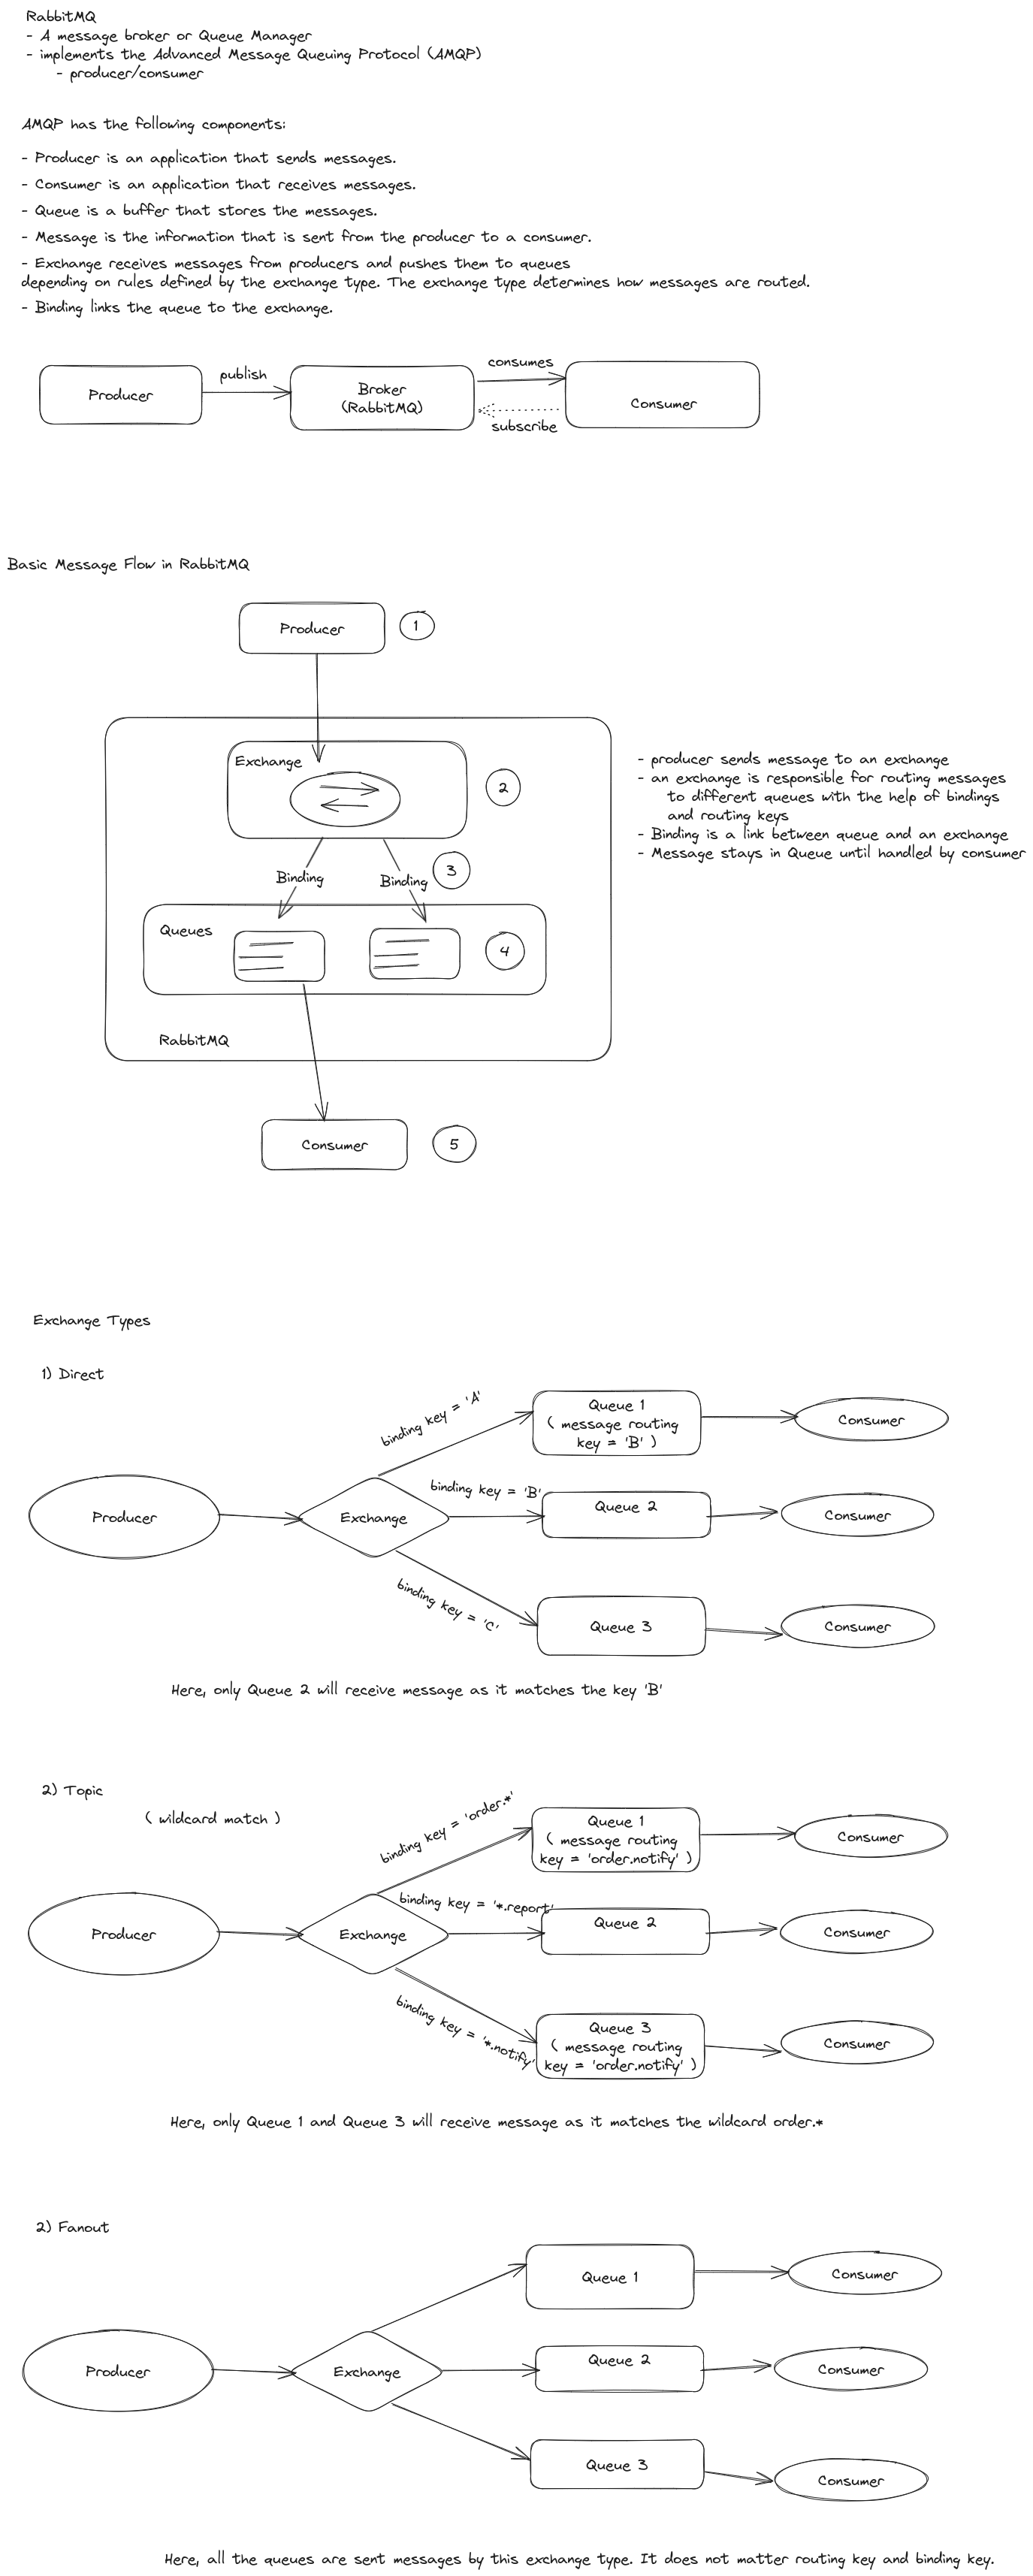 RabbitMQ
- A message broker or Queue Manager
- implements the Advanced Message Queuing Protocol (AMQP)
- producer/consumer
AMQP has the following components:
- Producer is an application that sends messages.
- Consumer is an application that receives messages.
- Queue is a buffer that stores the messages.
- Message is the information that is sent from the producer to a consumer.
- Exchange receives messages from producers and pushes them to queues
depending on rules defined by the exchange type. The exchange type determines how messages are routed.
- Binding links the queue to the exchange.
Producer
publish
Broker
(RabbitMQ)
consumes
subscribe
Consumer
Basic Message Flow in RabbitMQ
Producer
1
Exchange
2
Binding
Binding
3
Queues
4
RabbitMQ
Consumer
5
- producer sends message to an exchange
- an exchange is responsible for routing messages
to different queues with the help of bindings
and routing keys
- Binding is a link between queue and an exchange
- Message stays in Queue until handled by consumer
Exchange Types
1) Direct
Producer
Exchange
binding key = 'A'
Queue 1
( message routing
key = 'B' )
Consumer
binding key = 'B'
Queue 2
Consumer
binding key = 'C'
Queue 3
Consumer
Here, only Queue 2 will receive message as it matches the key 'B'
2) Topic
( wildcard match )
Producer
Exchange
binding key = 'order.*'
Queue 1
( message routing
key = 'order.notify' )
Consumer
binding key = '*.report'
Queue 2
Consumer
binding key = '*.notify'
Queue 3
( message routing
key = 'order.notify' )
Consumer
Here, only Queue 1 and Queue 3 will receive message as it matches the wildcard order.*
2) Fanout
Producer
Exchange
Queue 1
Consumer
Queue 2
Consumer
Queue 3
Consumer
Here, all the queues are sent messages by this exchange type. It does not matter routing key and binding key.